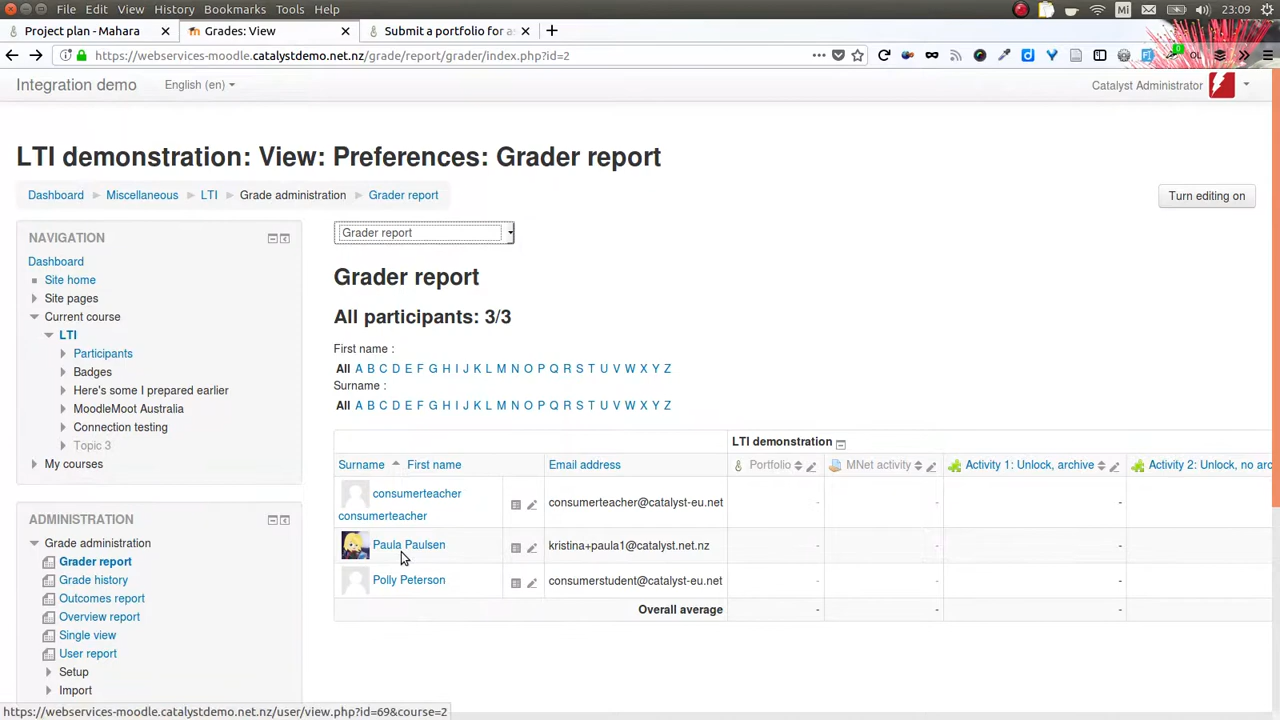 File Edit View History Bookmarks Tools Help
Mi 23:09
Project plan - Mahara × Grades: View × Submit a portfolio for as ×
https://webservices-moodle.catalystdemo.net.nz/grade/report/grader/index.php?id=2
Integration demo English (en) Catalyst Administrator
LTI demonstration: View: Preferences: Grader report
Dashboard Miscellaneous LTI Grade administration Grader report Turn editing on
NAVIGATION
Dashboard
Site home
Site pages
Current course
LTI
Participants
Badges
Here's some I prepared earlier
MoodleMoot Australia
Connection testing
Topic 3
My courses
ADMINISTRATION
Grade administration
Grader report
Grade history
Outcomes report
Overview report
Single view
User report
Setup
Import
Grader report
Grader report
All participants: 3/3
First name :
All A B C D E F G H I J K L M N O P Q R S T U V W X Y Z
Surname :
All A B C D E F G H I J K L M N O P Q R S T U V W X Y Z
LTI demonstration
Surname First name Email address Portfolio MNet activity Activity 1: Unlock, archive Activity 2: Unlock, no arc
consumerteacher consumerteacher@catalyst-eu.net - - -
consumerteacher
Paula Paulsen kristina+paula1@catalyst.net.nz - - -
Polly Peterson consumerstudent@catalyst-eu.net - - -
Overall average - - -
https://webservices-moodle.catalystdemo.net.nz/user/view.php?id=69&course=2